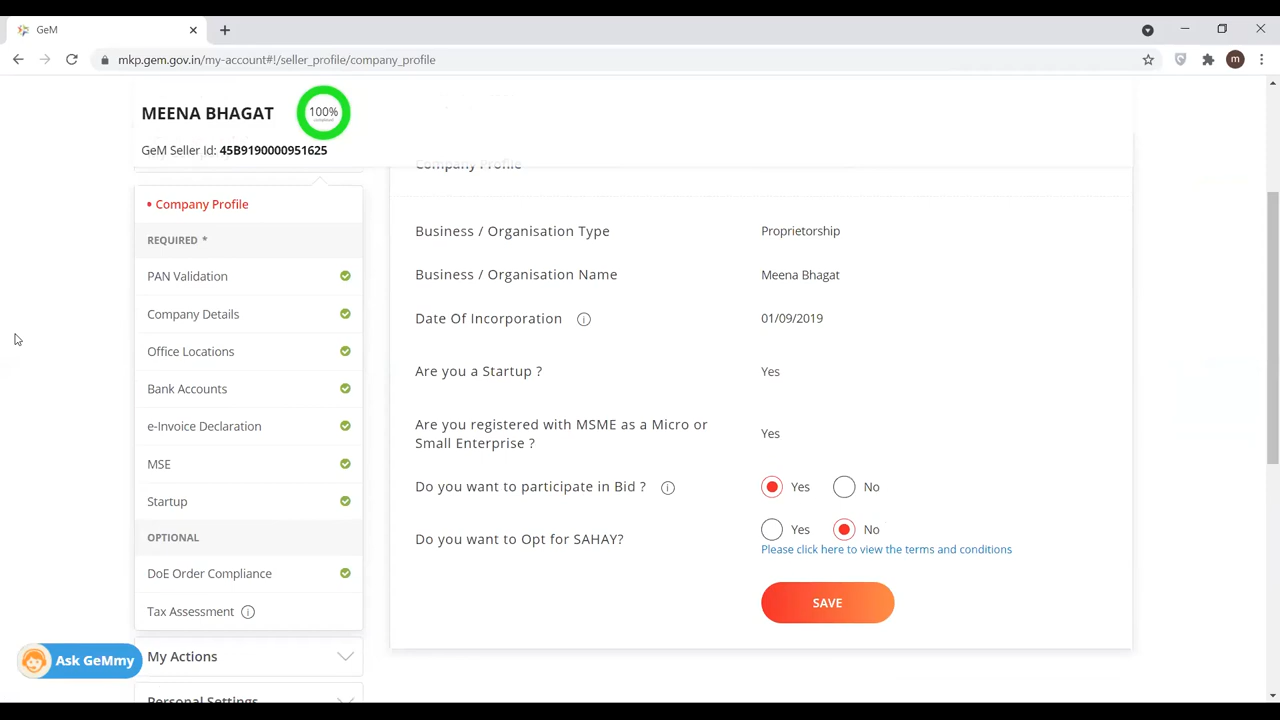 GeM
mkp.gem.gov.in/my-account#!/seller_profile/company_profile
m
MEENA BHAGAT
100%
GeM Seller Id: 45B9190000951625
Company Profile
• Company Profile
REQUIRED *
PAN Validation
Company Details
Office Locations
Bank Accounts
e-Invoice Declaration
MSE
Startup
OPTIONAL
DoE Order Compliance
Tax Assessment
My Actions
Personal Settings
Ask GeMmy
Business / Organisation Type Proprietorship
Business / Organisation Name Meena Bhagat
Date Of Incorporation 01/09/2019
Are you a Startup ? Yes
Are you registered with MSME as a Micro or
Small Enterprise ? Yes
Do you want to participate in Bid ? Yes No
Do you want to Opt for SAHAY? Yes No
Please click here to view the terms and conditions
SAVE